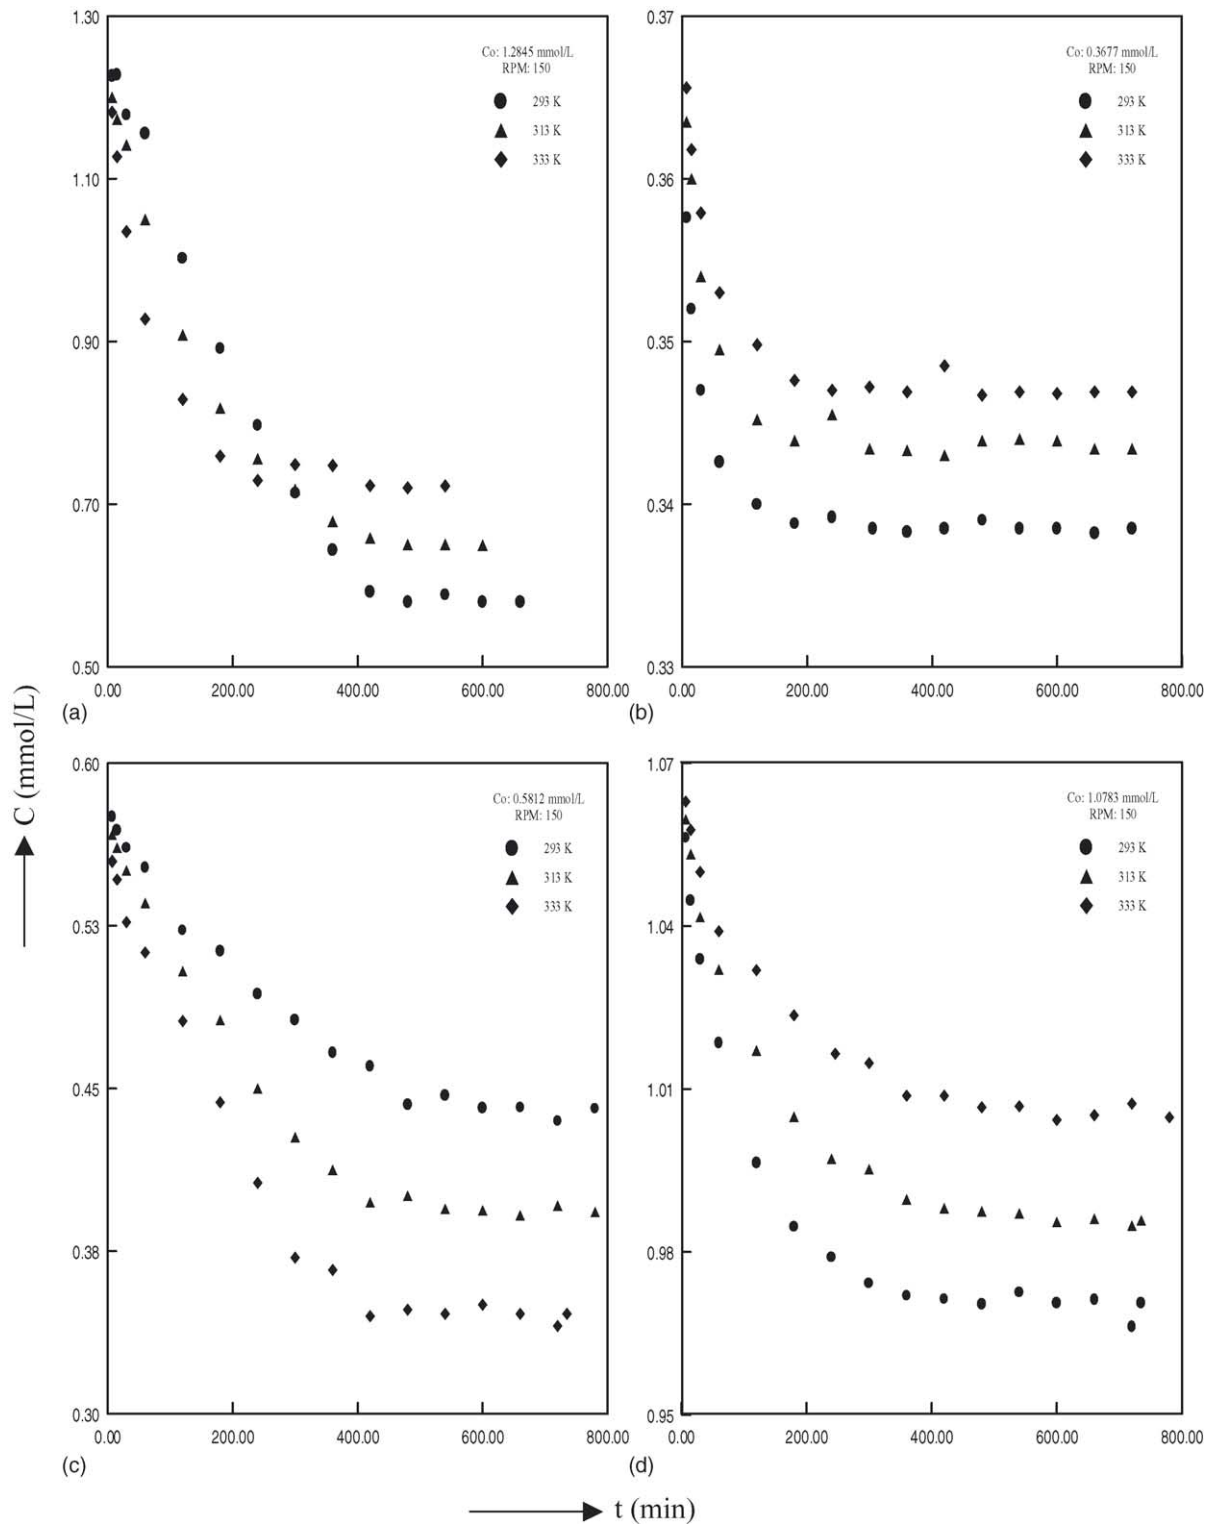 1.30
Co: 1.2845 mmol/L
RPM: 150
293 K
313 K
333 K
1.10
0.90
0.70
0.50
0.00 200.00 400.00 600.00 800.00
(a)
0.37
Co: 0.3677 mmol/L
RPM: 150
293 K
313 K
333 K
0.36
0.35
0.34
0.33
0.00 200.00 400.00 600.00 800.00
(b)
C (mmol/L)
0.60
Co: 0.5812 mmol/L
RPM: 150
293 K
313 K
333 K
0.53
0.45
0.38
0.30
0.00 200.00 400.00 600.00 800.00
(c)
1.07
Co: 1.0783 mmol/L
RPM: 150
293 K
313 K
333 K
1.04
1.01
0.98
0.95
0.00 200.00 400.00 600.00 800.00
(d)
t (min)